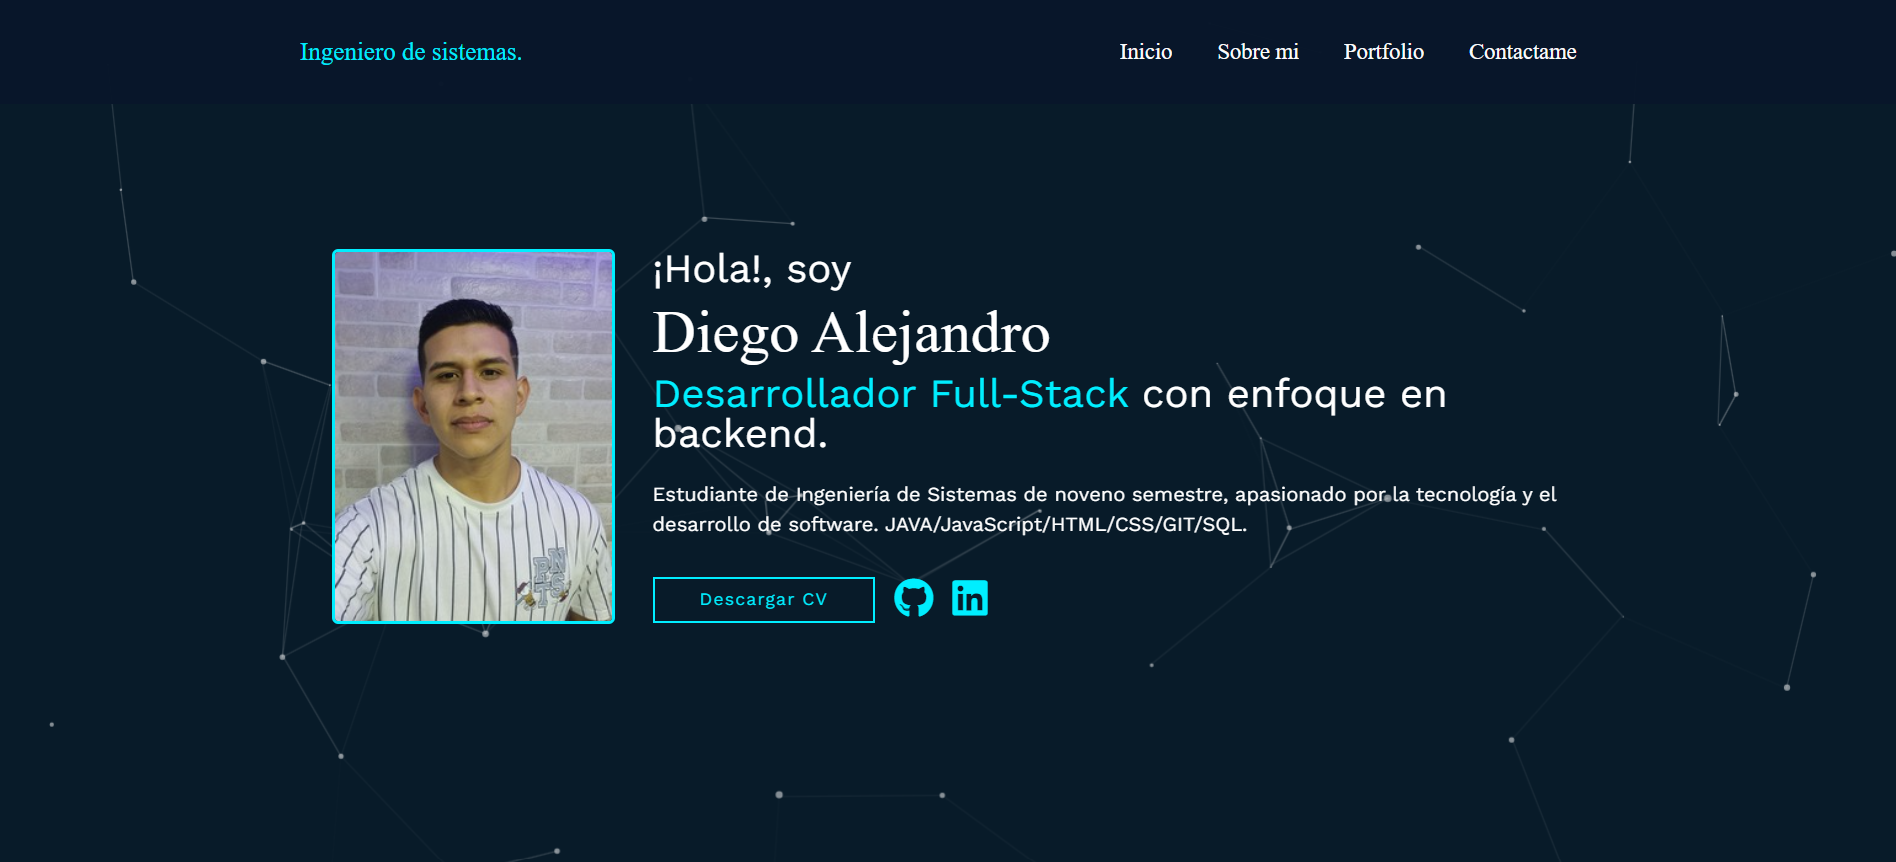 Ingeniero de sistemas.
Inicio Sobre mi Portfolio Contactame
¡Hola!, soy
Diego Alejandro
Desarrollador Full-Stack con enfoque en
backend.
Estudiante de Ingeniería de Sistemas de noveno semestre, apasionado por la tecnología y el
desarrollo de software. JAVA/JavaScript/HTML/CSS/GIT/SQL.
Descargar CV
in